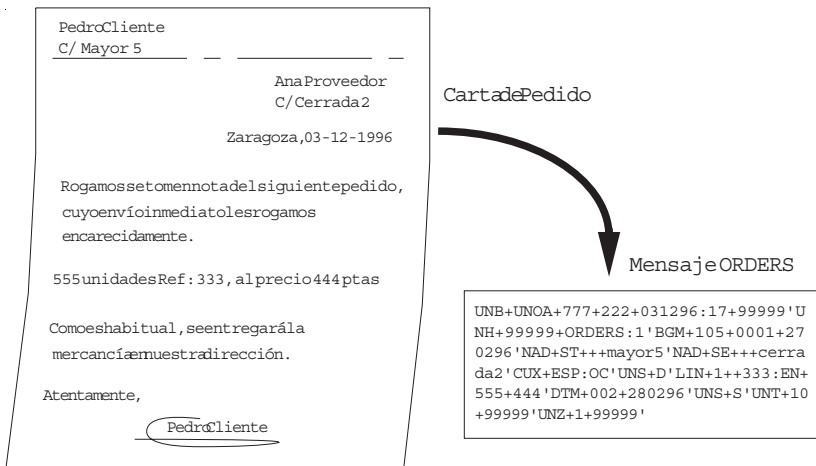 PedroCliente
C/ Mayor 5
AnaProveedor
C/Cerrada2
Zaragoza,03-12-1996
Rogamossetomennotadelsiguientepedido,
cuyoenvíoinmediatolesrogamos
encarecidamente.
555unidadesRef:333,alprecio444ptas
Comoeshabitual,seentregarála
mercancíaennuestradirección.
Atentamente,
PedroCliente
CartadePedido
MensajeORDERS
UNB+UNOA+777+222+031296:17+99999'U
NH+99999+ORDERS:1'BGM+105+0001+27
0296'NAD+ST+++mayor5'NAD+SE+++cerra
da2'CUX+ESP:OC'UNS+D'LIN+1++333:EN+
555+444'DTM+002+280296'UNS+S'UNT+10
+99999'UNZ+1+99999'